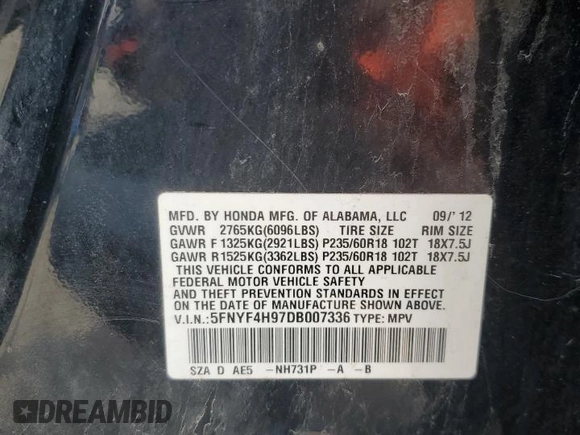 MFD. BY HONDA MFG. OF ALABAMA, LLC 09/'12
GVWR 2765KG(6096LBS) TIRE SIZE RIM SIZE
GAWR F 1325KG(2921LBS) P235/60R18 102T 18X7.5J
GAWR R1525KG(3362LBS) P235/60R18 102T 18X7.5J
THIS VEHICLE CONFORMS TO ALL APPLICABLE
FEDERAL MOTOR VEHICLE SAFETY
AND THEFT PREVENTION STANDARDS IN EFFECT
ON THE DATE OF MANUFACTURE SHOWN ABOVE.
V.I.N.: 5FNYF4H97DB007336 TYPE: MPV
SZA D AE5 -NH731P -A -B
DREAMBID